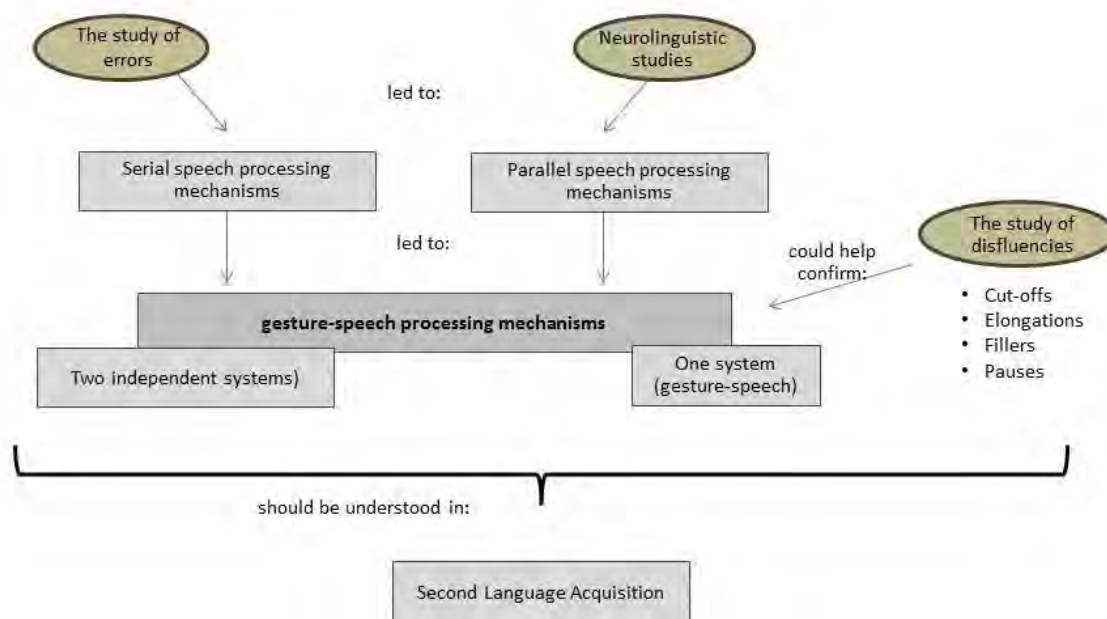 The study of
errors
Neurolinguistic
studies
led to:
Serial speech processing
mechanisms
Parallel speech processing
mechanisms
led to:
The study of
disfluencies
could help
confirm:
• Cut-offs
• Elongations
• Fillers
• Pauses
gesture-speech processing mechanisms
Two independent systems)
One system
(gesture-speech)
should be understood in:
Second Language Acquisition